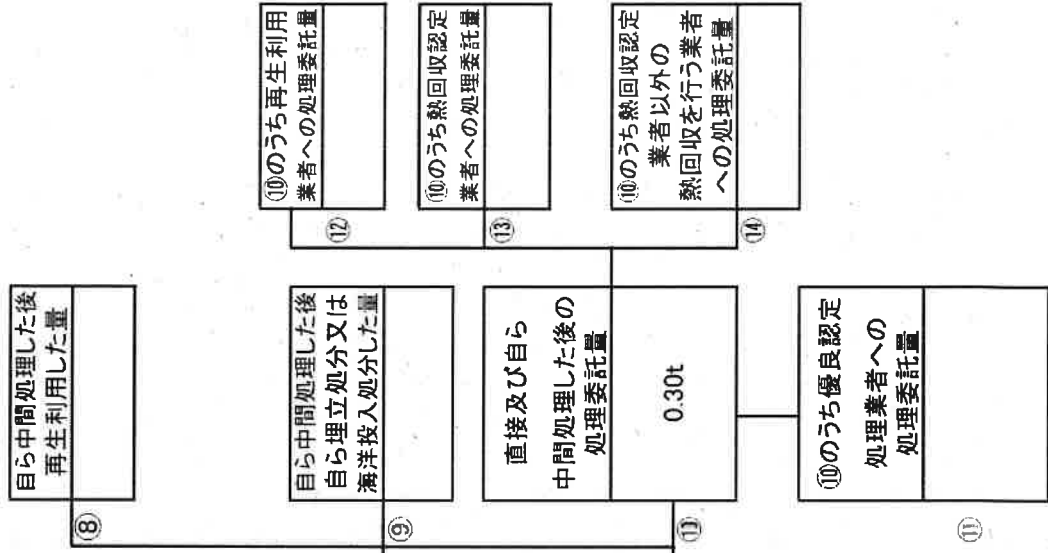 ⑧
自ら中間処理した後
再生利用した量
⑨
自ら中間処理した後
自ら埋立処分又は
海洋投入処分した量
⑩
直接及び自ら
中間処理した後の
処理委託量
0.30t
⑪
⑩のうち優良認定
処理業者への
処理委託量
⑫
⑩のうち再生利用
業者への処理委託量
⑬
⑩のうち熱回収認定
業者への処理委託量
⑭
⑩のうち熱回収認定
業者以外の
熱回収を行う業者
への処理委託量